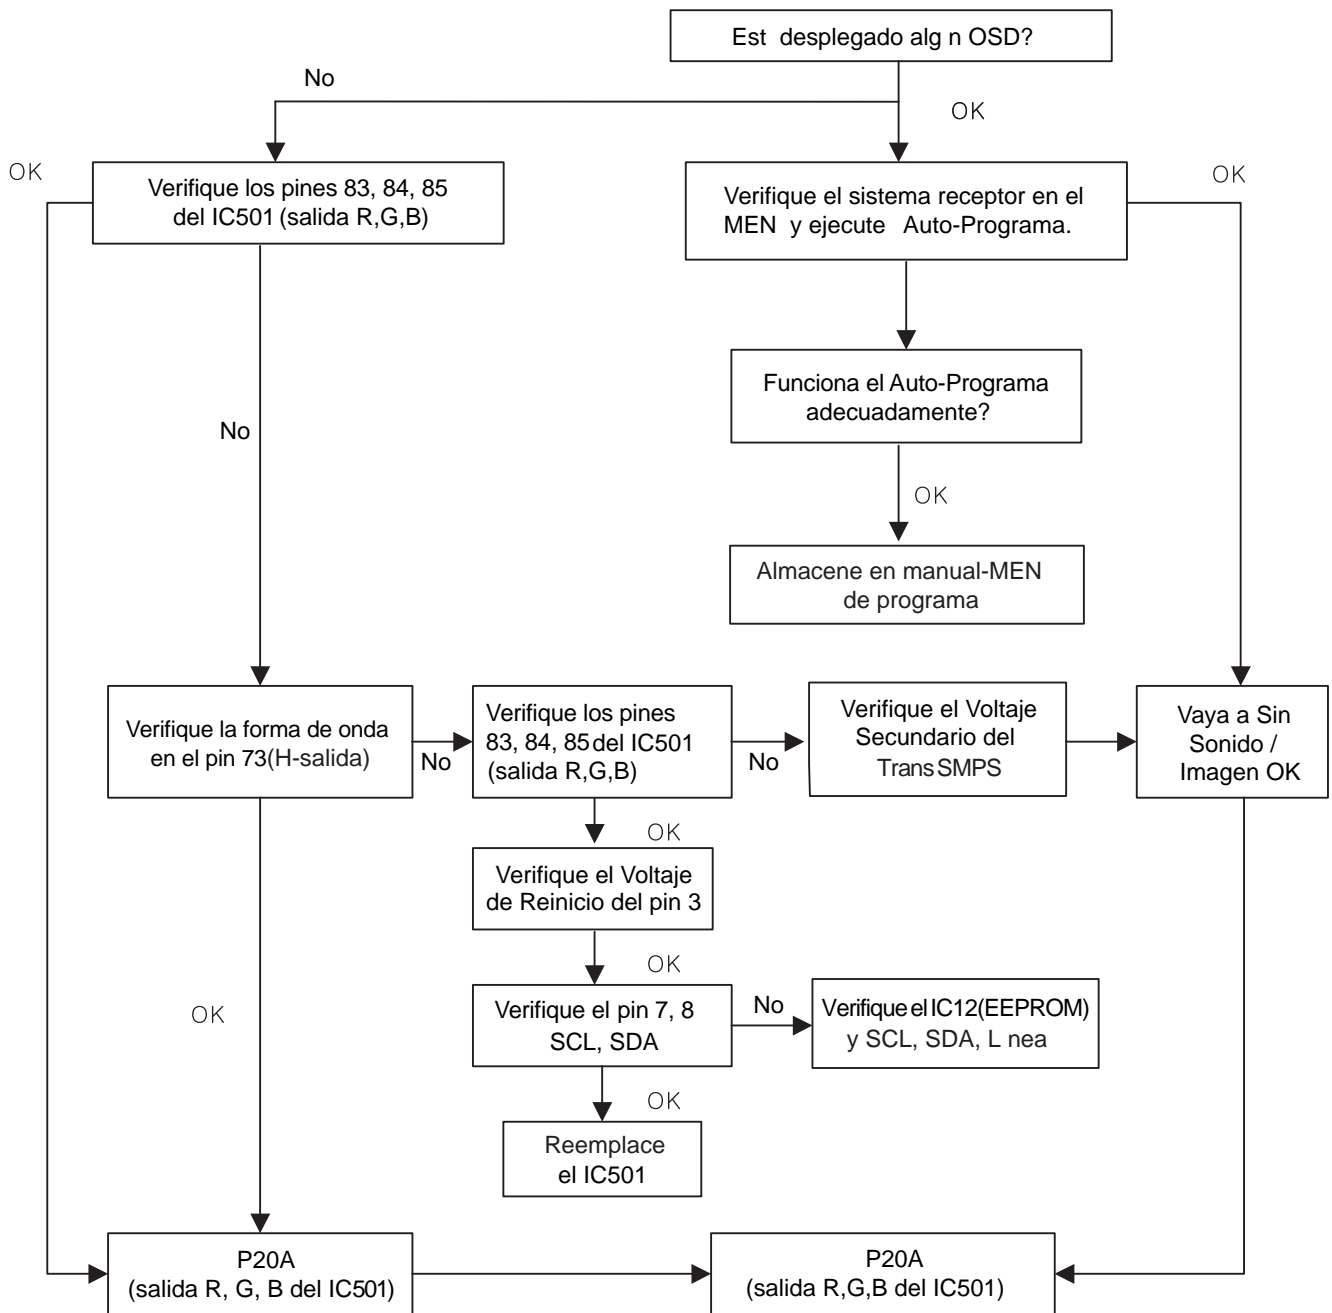 Est desplegado alg n OSD?
No
OK
OK
Verifique los pines 83, 84, 85
del IC501 (salida R,G,B)
Verifique el sistema receptor en el
MEN y ejecute Auto-Programa.
OK
Funciona el Auto-Programa
adecuadamente?
No
OK
Almacene en manual-MEN
de programa
Verifique la forma de onda
en el pin 73(H-salida)
No
Verifique los pines
83, 84, 85 del IC501
(salida R,G,B)
No
Verifique el Voltaje
Secundario del
Trans SMPS
Vaya a Sin
Sonido /
Imagen OK
OK
Verifique el Voltaje
de Reinicio del pin 3
OK
OK
Verifique el pin 7, 8
SCL, SDA
No
Verifique el IC12(EEPROM)
y SCL, SDA, L nea
OK
Reemplace
el IC501
P20A
(salida R, G, B del IC501)
P20A
(salida R,G,B del IC501)